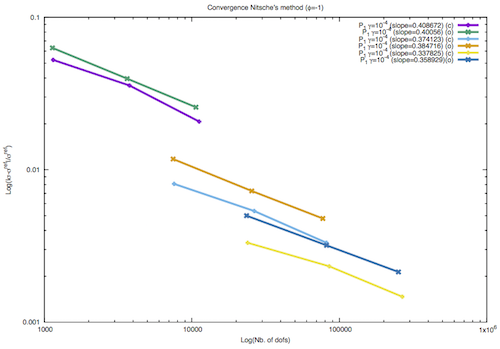 Convergence Nitsche's method (ϕ=-1)
P₁ γ=10⁻⁴ (slope=0.408672) (c)
P₁ γ=10⁻⁴ (slope=0.40056) (o)
P₁ γ=10⁻⁴ (slope=0.374123) (c)
P₁ γ=10⁻⁴ (slope=0.384716) (o)
P₁ γ=10⁻⁴ (slope=0.337825) (c)
P₁ γ=10⁻⁴ (slope=0.358929)(o)
0.1
0.01
0.001
1000
10000
100000
1x10⁶
Log(Nb. of dofs)